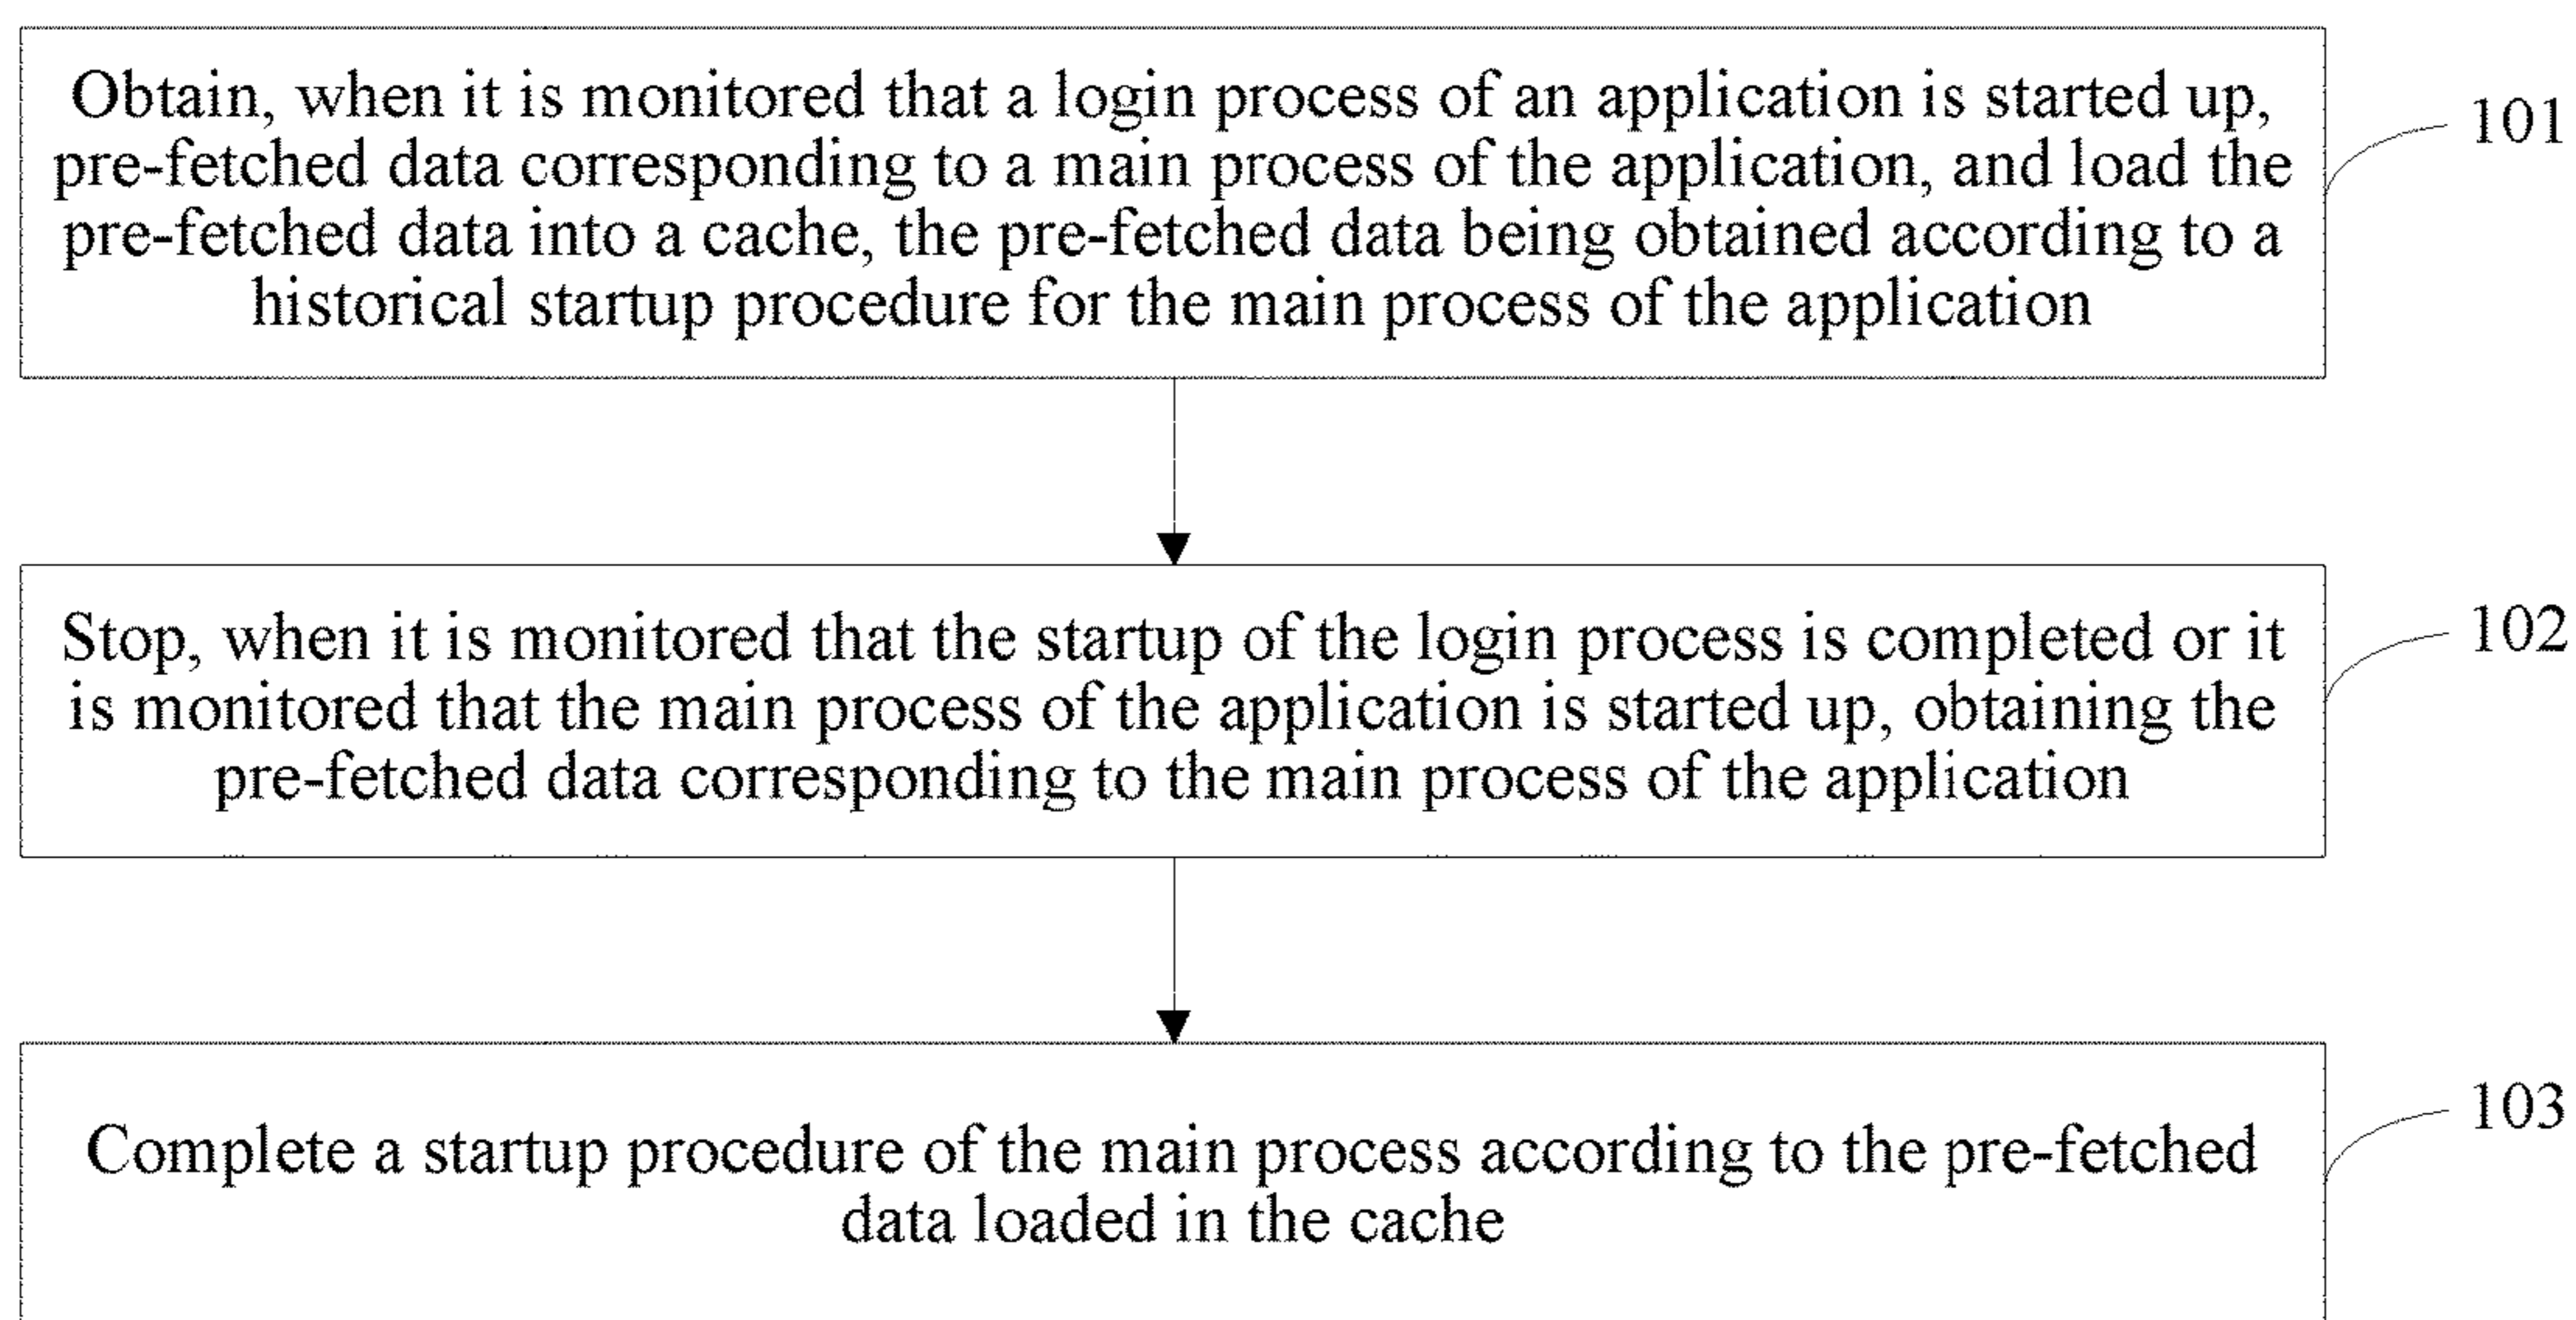 Obtain, when it is monitored that a login process of an application is started up,
pre-fetched data corresponding to a main process of the application, and load the
pre-fetched data into a cache, the pre-fetched data being obtained according to a
historical startup procedure for the main process of the application
101
Stop, when it is monitored that the startup of the login process is completed or it
is monitored that the main process of the application is started up, obtaining the
pre-fetched data corresponding to the main process of the application
102
Complete a startup procedure of the main process according to the pre-fetched
data loaded in the cache
103